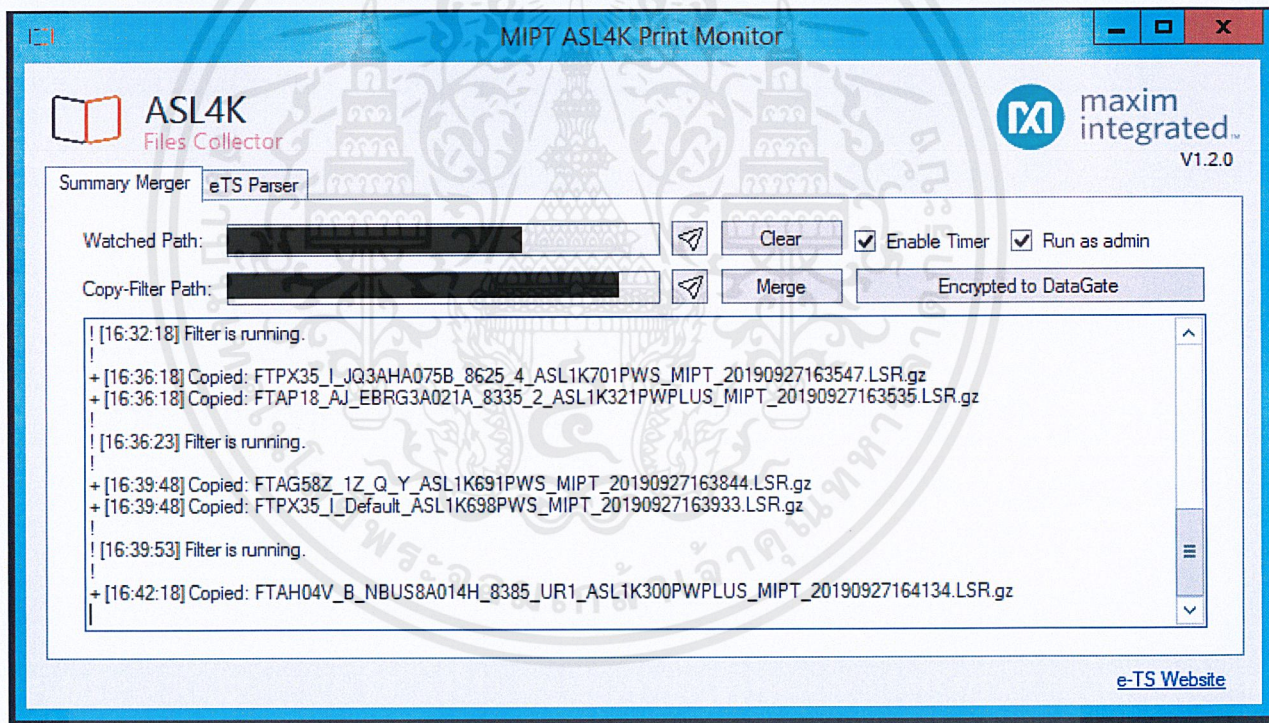 MIPT ASL4K Print Monitor
ASL4K
Files Collector
maxim
integrated™
V1.2.0
Summary Merger
eTS Parser
Watched Path:
Clear
Enable Timer
Run as admin
Copy-Filter Path:
Merge
Encrypted to DataGate
! [16:32:18] Filter is running.
!
+ [16:36:18] Copied: FTPX35_I_JQ3AHA075B_8625_4_ASL1K701PWS_MIPT_20190927163547.LSR.gz
+ [16:36:18] Copied: FTAP18_AJ_EBRG3A021A_8335_2_ASL1K321PWPLUS_MIPT_20190927163535.LSR.gz
!
! [16:36:23] Filter is running.
!
+ [16:39:48] Copied: FTAG58Z_1Z_Q_Y_ASL1K691PWS_MIPT_20190927163844.LSR.gz
+ [16:39:48] Copied: FTPX35_I_Default_ASL1K698PWS_MIPT_20190927163933.LSR.gz
!
! [16:39:53] Filter is running.
!
+ [16:42:18] Copied: FTAH04V_B_NBUS8A014H_8385_UR1_ASL1K300PWPLUS_MIPT_20190927164134.LSR.gz
e-TS Website